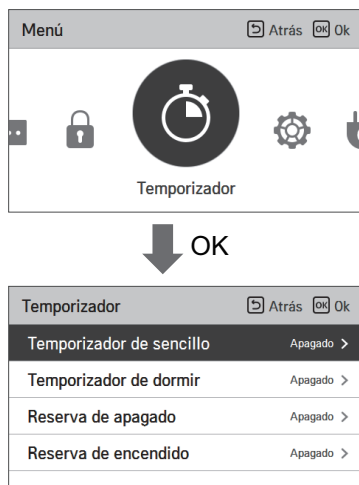 Menú Atrás OK Ok
Temporizador
OK
Temporizador Atrás OK Ok
Temporizador de sencillo Apagado >
Temporizador de dormir Apagado >
Reserva de apagado Apagado >
Reserva de encendido Apagado >